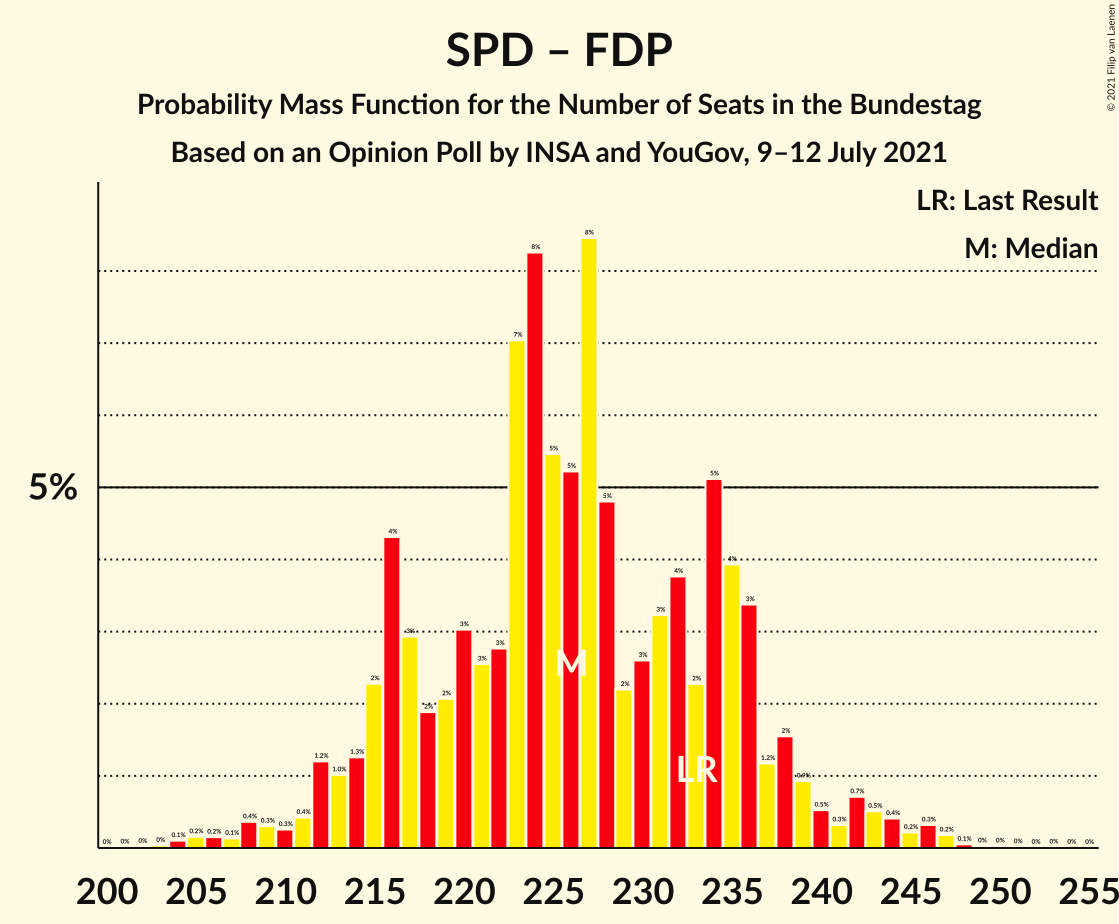 SPD – FDP
Probability Mass Function for the Number of Seats in the Bundestag
Based on an Opinion Poll by INSA and YouGov, 9–12 July 2021
© 2021 Filip van Laenen
LR: Last Result
M: Median
5%
0% 0% 0% 0% 0.1% 0.2% 0.2% 0.1% 0.4% 0.3% 0.3% 0.4% 1.2% 1.0% 1.3% 2% 4% 3% 2% 2% 3% 3% 3% 7% 8% 5% 5% 8% 5% 2% 3% 3% 4% 2% 5% 4% 3% 1.2% 2% 0.9% 0.5% 0.3% 0.7% 0.5% 0.4% 0.2% 0.3% 0.2% 0.1% 0% 0% 0% 0% 0% 0% 0%
M
LR
200 205 210 215 220 225 230 235 240 245 250 255